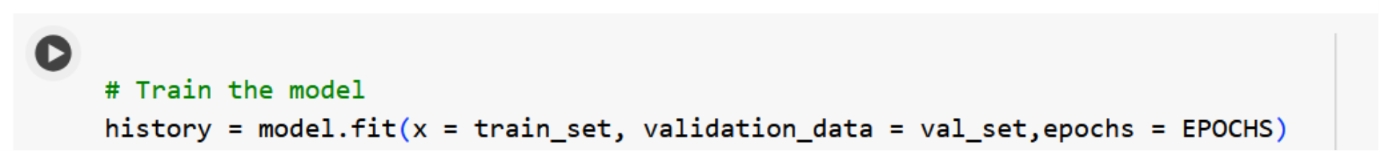 # Train the model
history = model.fit(x = train_set, validation_data = val_set,epochs = EPOCHS)